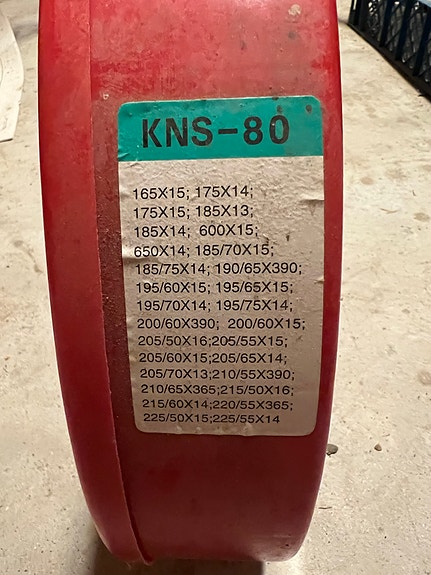 KNS-80
165X15; 175X14;
175X15; 185X13;
185X14; 600X15;
650X14; 185/70X15;
185/75X14; 190/65X390;
195/60X15; 195/65X15;
195/70X14; 195/75X14;
200/60X390; 200/60X15;
205/50X16;205/55X15;
205/60X15;205/65X14;
205/70X13;210/55X390;
210/65X365;215/50X16;
215/60X14;220/55X365;
225/50X15;225/55X14